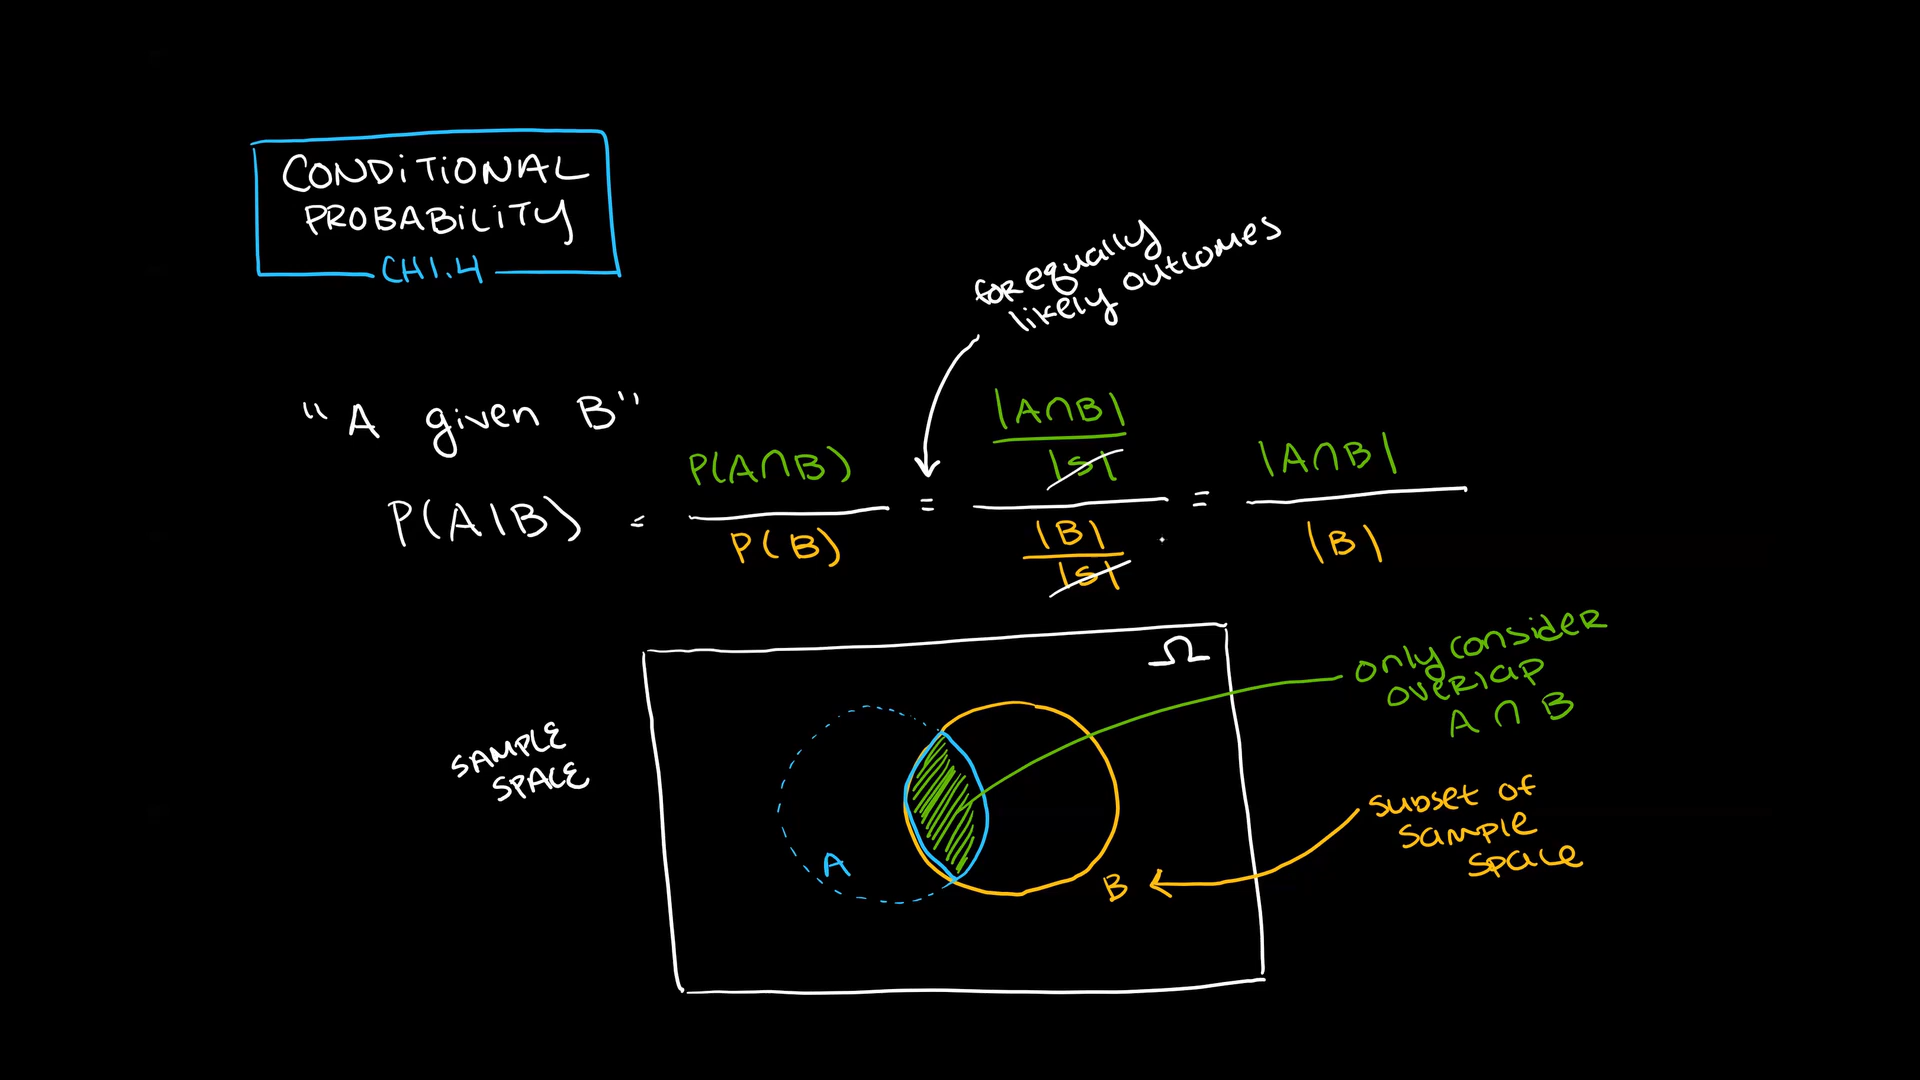 CONDITIONAL
PROBABILITY
CH1.4
for equally
likely outcomes
"A given B"
P(A|B) = P(A∩B) / P(B) = (|A∩B| / |S|) / (|B| / |S|) = |A∩B| / |B|
Ω
only consider
overlap
A ∩ B
SAMPLE
SPACE
subset of
sample
space
A
B